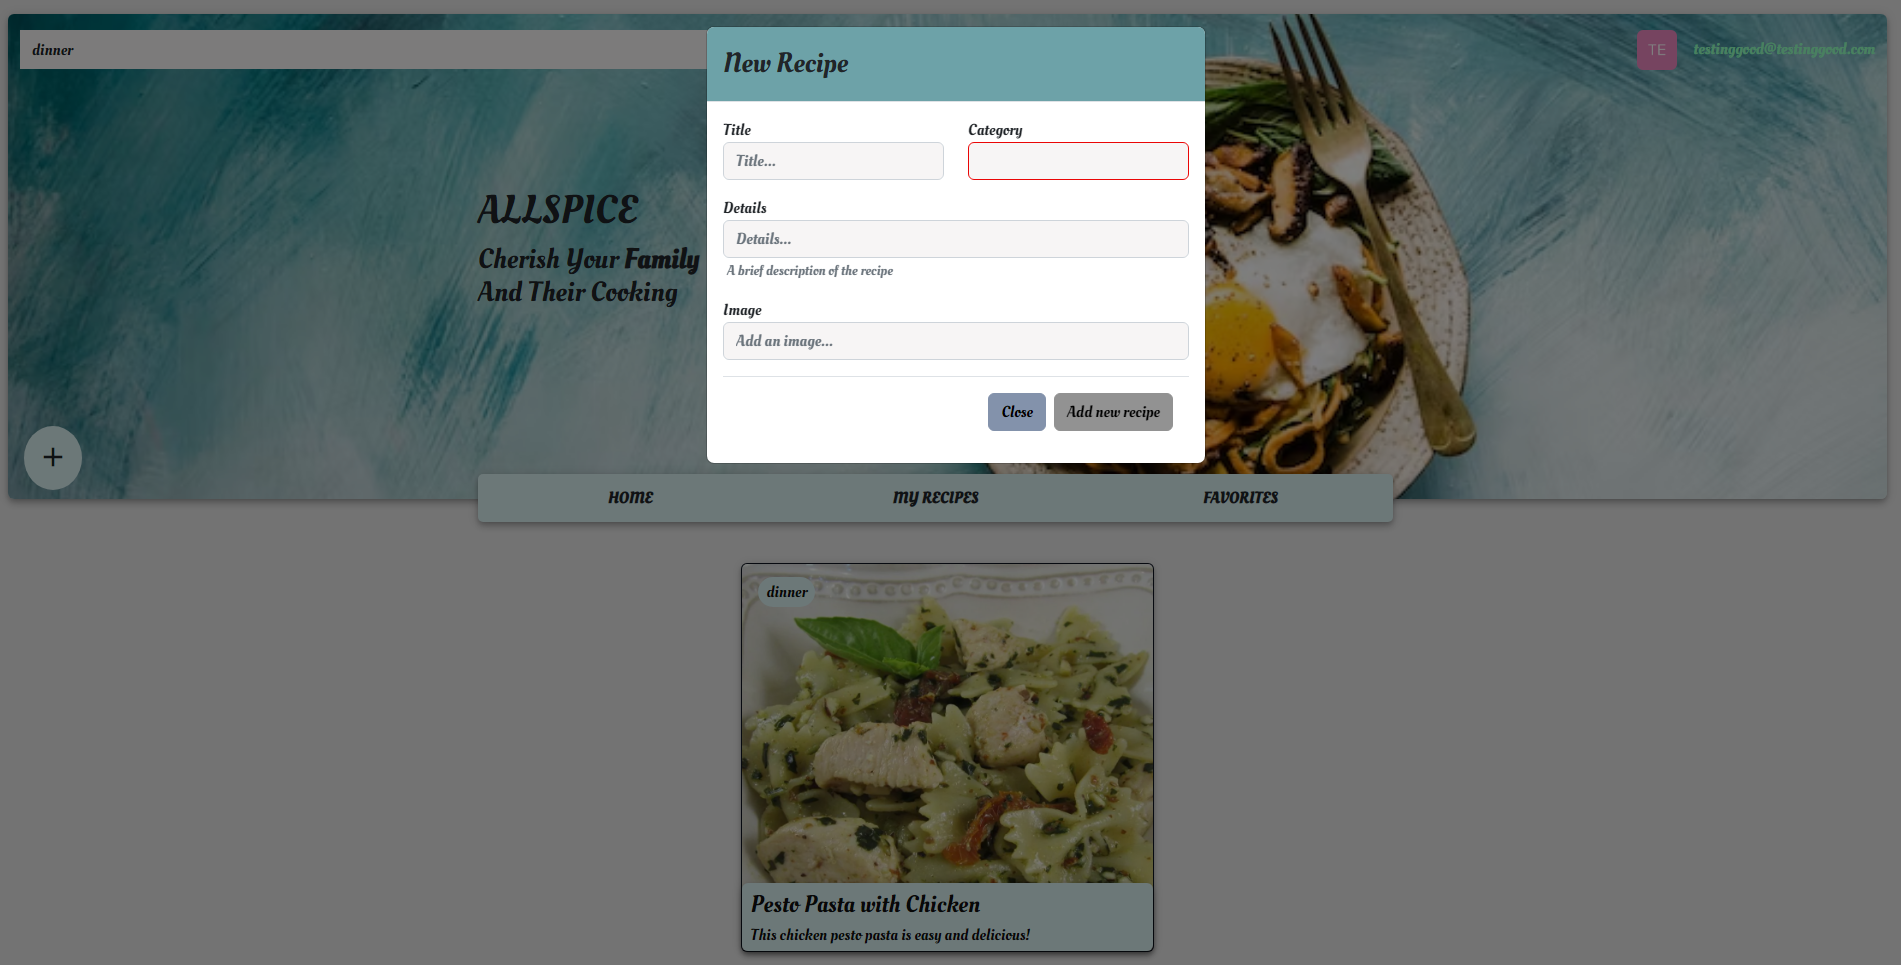 dinner
TE
testinggood@testinggood.com
ALLSPICE
Cherish Your Family
And Their Cooking
New Recipe
Title
Category
Title...
Details
Details...
A brief description of the recipe
Image
Add an image...
Close
Add new recipe
+
HOME
MY RECIPES
FAVORITES
dinner
Pesto Pasta with Chicken
This chicken pesto pasta is easy and delicious!